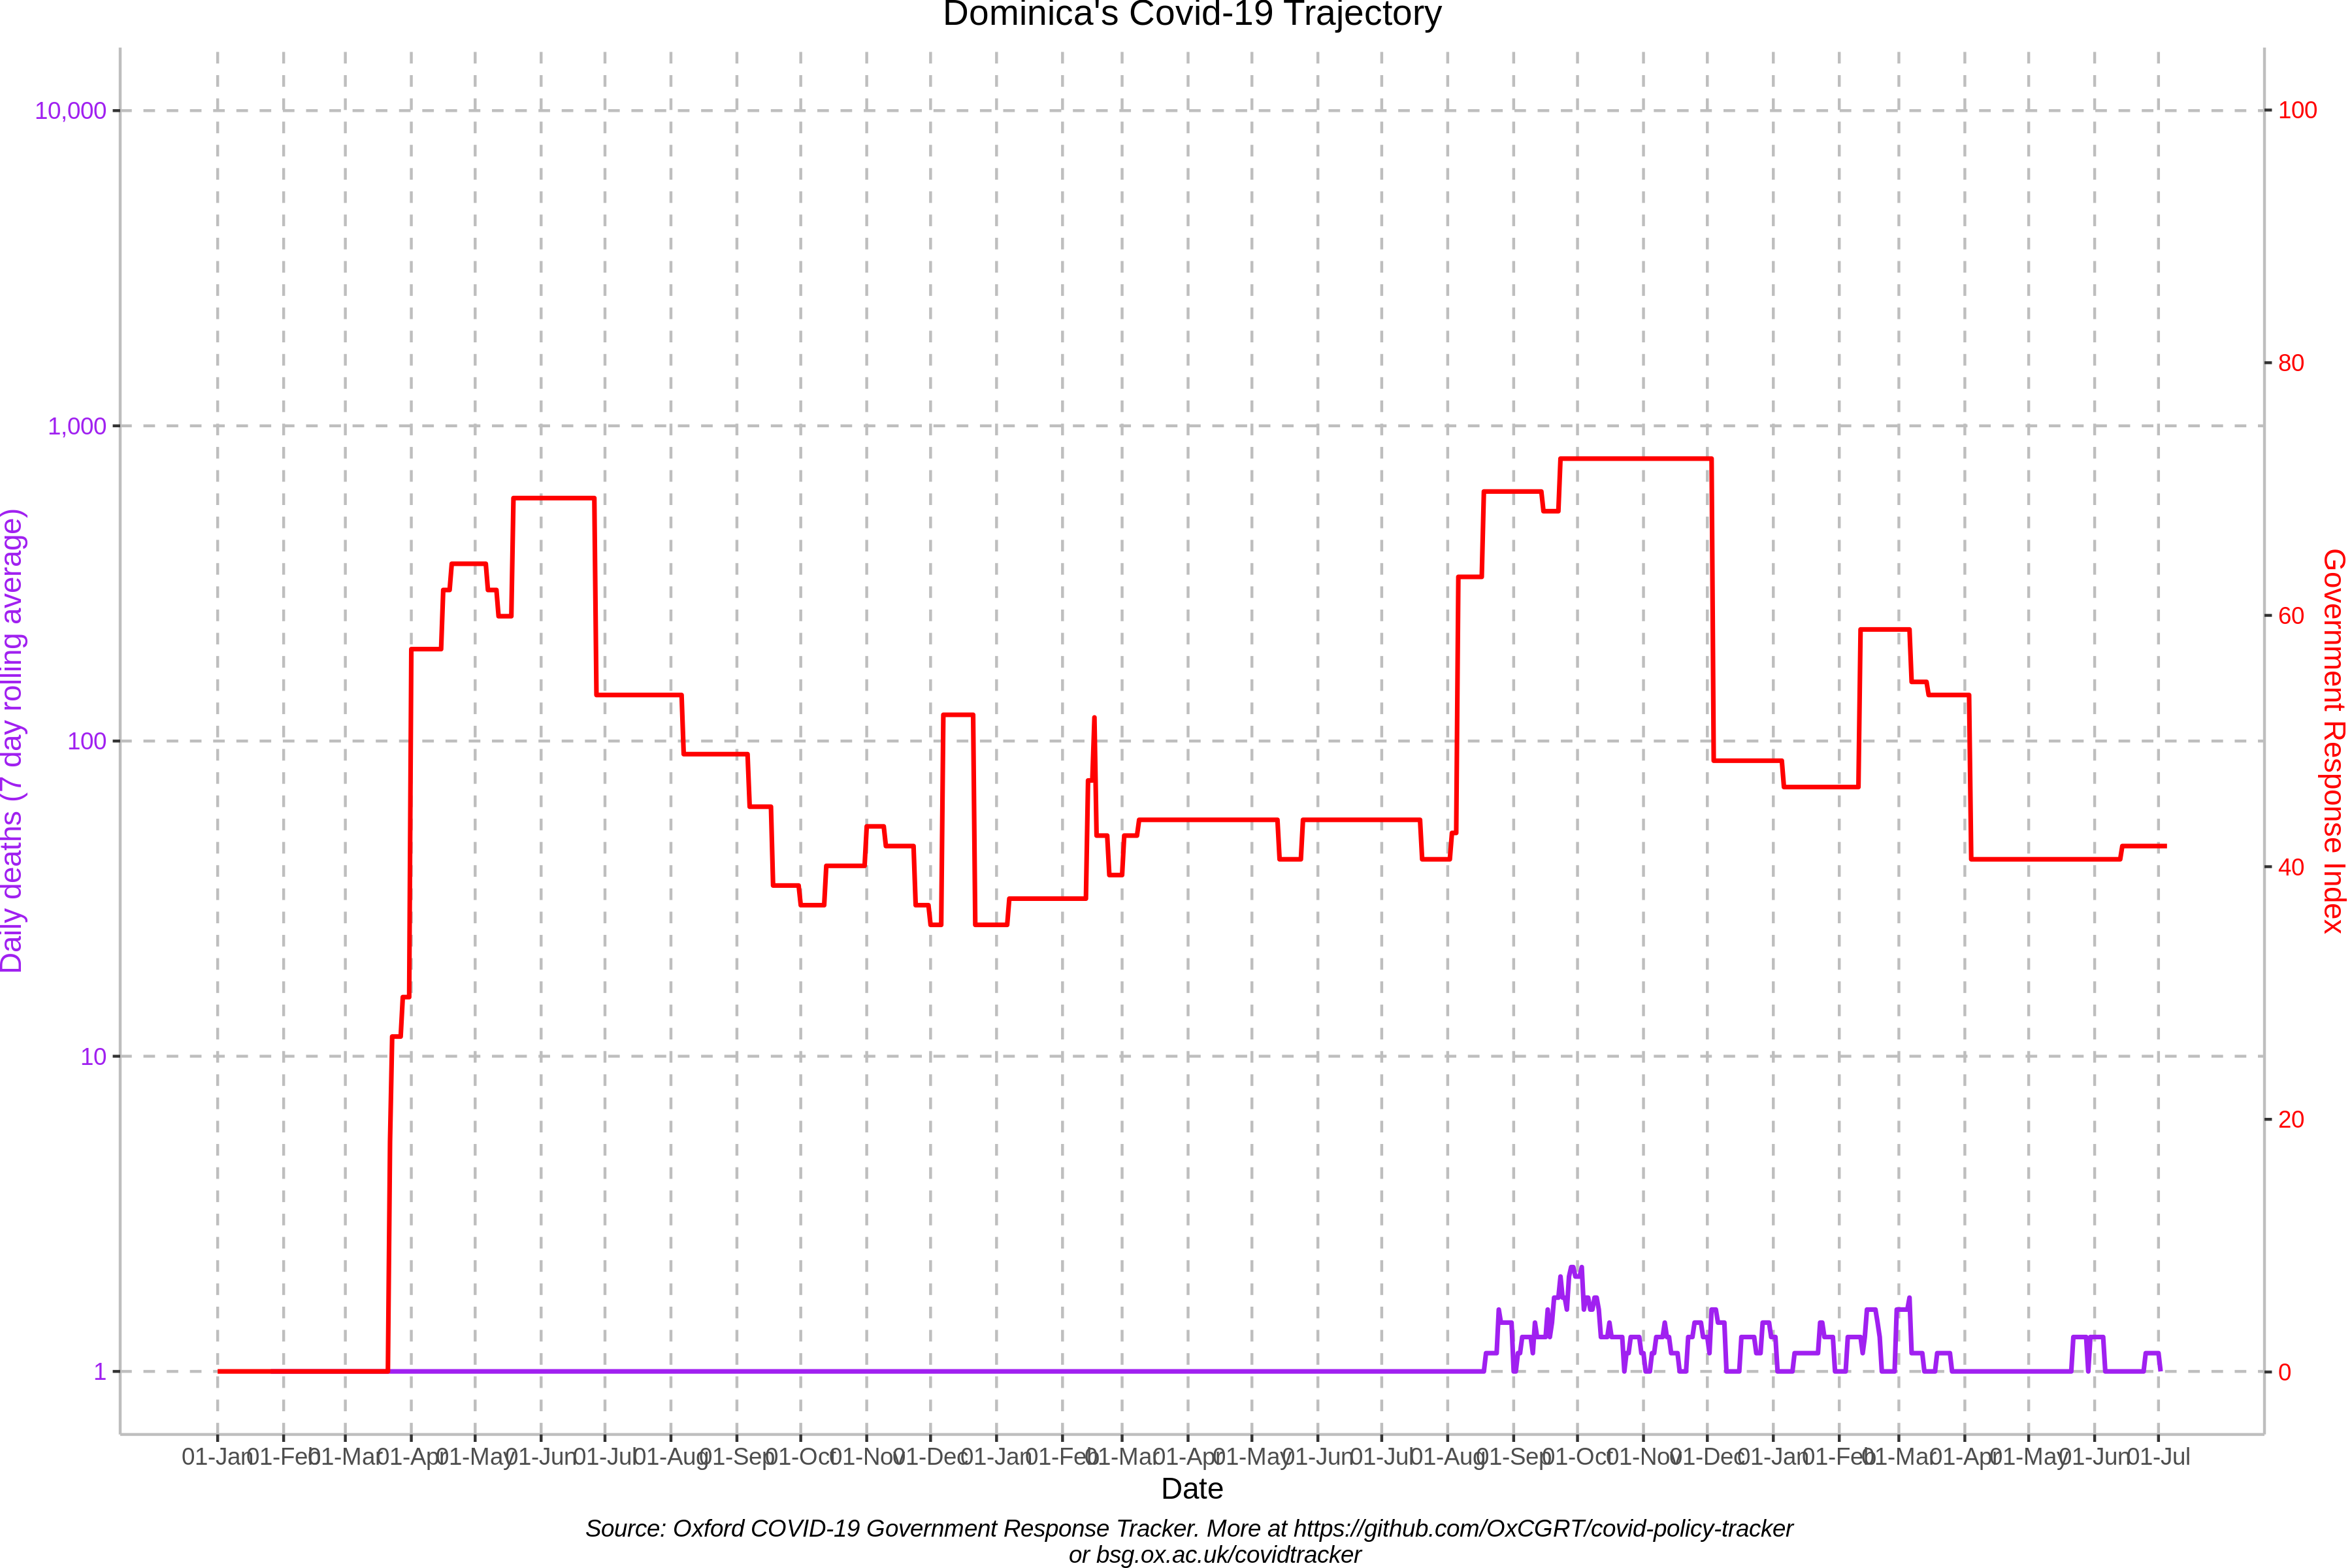 Dominica's Covid-19 Trajectory
10,000
1,000
100
10
1
Daily deaths (7 day rolling average)
100
80
60
40
20
0
Government Response Index
01-Jan 01-Feb 01-Mar 01-Apr 01-May 01-Jun 01-Jul 01-Aug 01-Sep 01-Oct 01-Nov 01-Dec 01-Jan 01-Feb 01-Mar 01-Apr 01-May 01-Jun 01-Jul 01-Aug 01-Sep 01-Oct 01-Nov 01-Dec 01-Jan 01-Feb 01-Mar 01-Apr 01-May 01-Jun 01-Jul
Date
Source: Oxford COVID-19 Government Response Tracker. More at https://github.com/OxCGRT/covid-policy-tracker
or bsg.ox.ac.uk/covidtracker